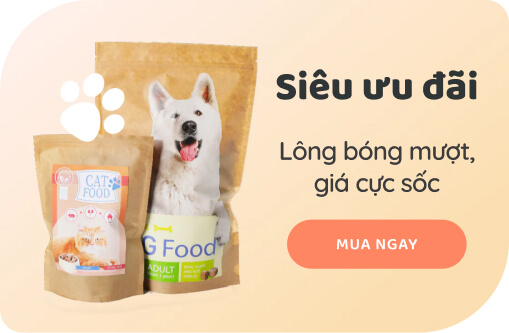 Siêu ưu đãi
Lông bóng mượt,
giá cực sốc
MUA NGAY
CAT
FOOD
G Food
ADULT